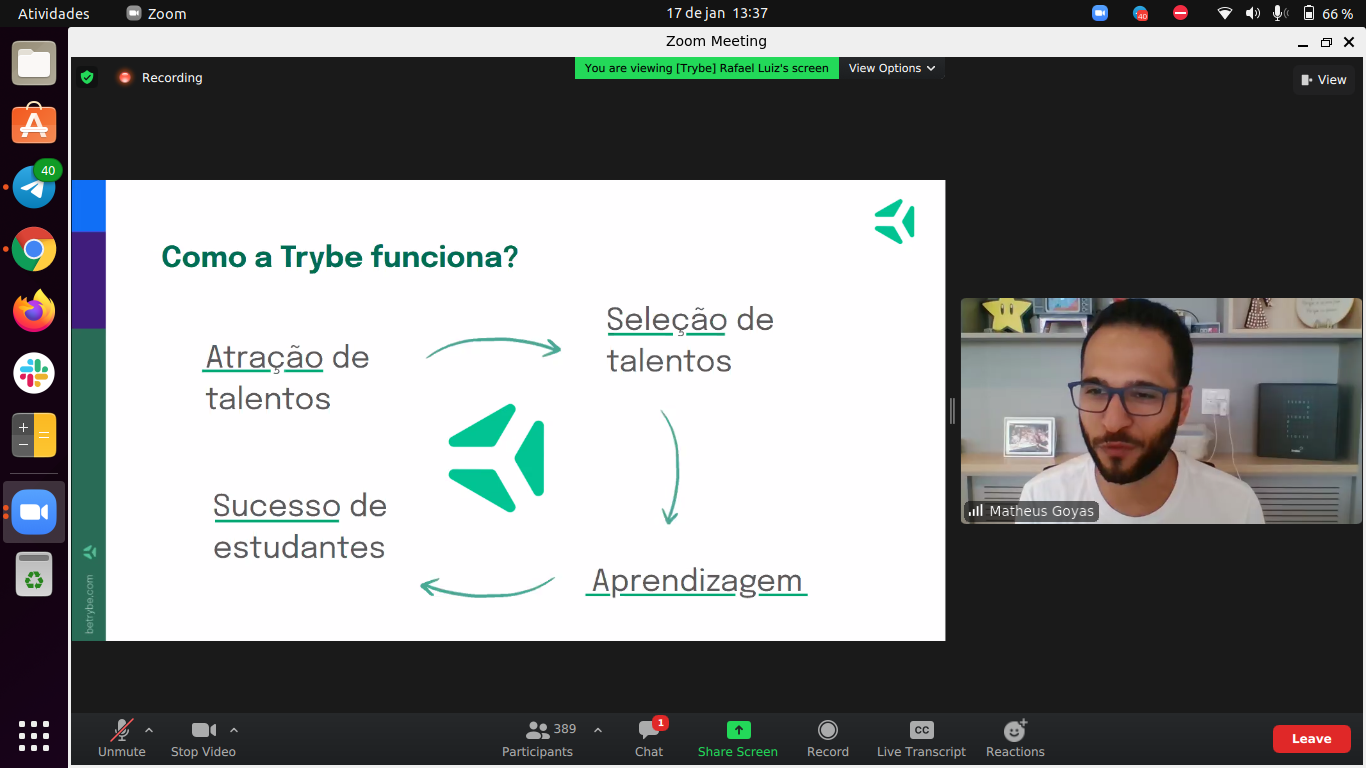 Atividades
Zoom
17 de jan 13:37
40
66 %
Zoom Meeting
Recording
You are viewing [Trybe] Rafael Luiz's screen
View Options
View
40
Como a Trybe funciona?
Atração de
talentos
Seleção de
talentos
Sucesso de
estudantes
Aprendizagem
betrybe.com
Matheus Goyas
Unmute
Stop Video
389
Participants
1
Chat
Share Screen
Record
CC
Live Transcript
Reactions
Leave